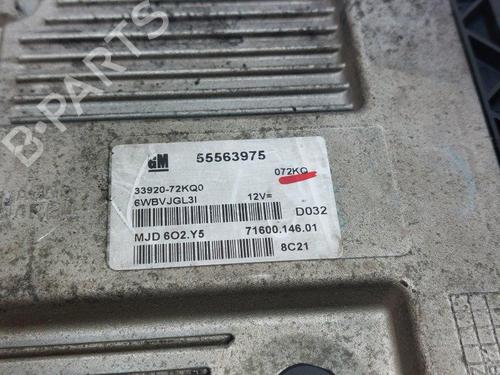 B-PARTS
GM 55563975
072KQ
33920-72KQ0
6WBVJGL3I 12V=
D032
MJD 6O2.Y5 71600.146.01
8C21